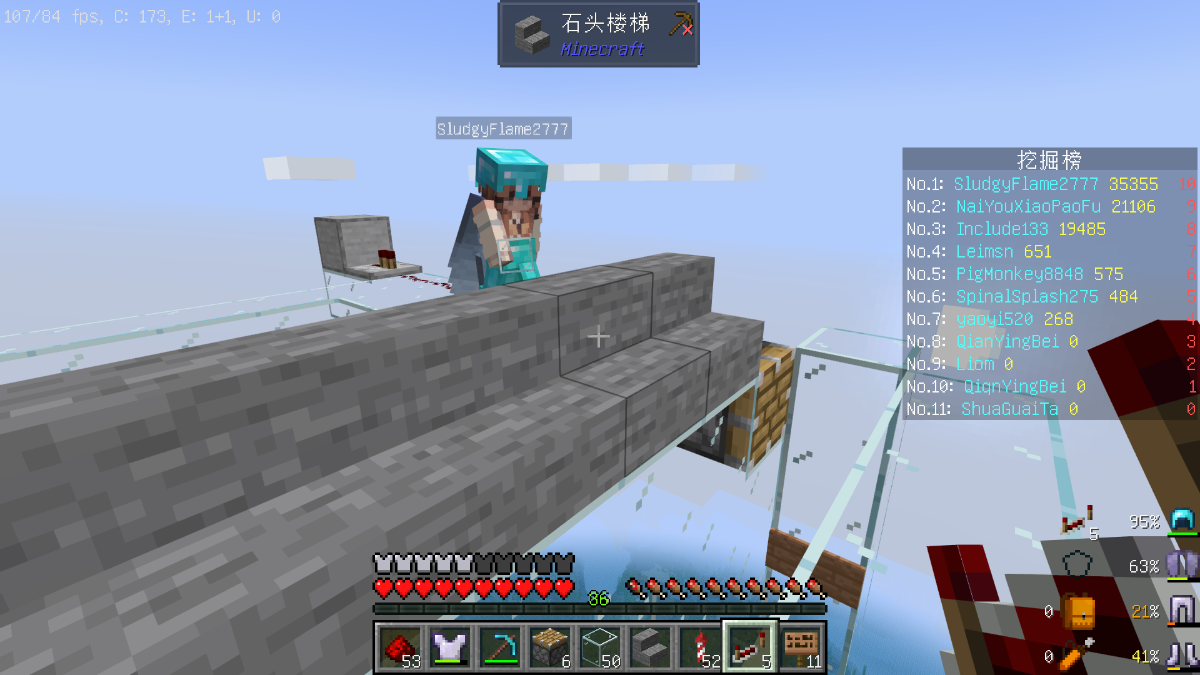 107/84 fps, C: 173, E: 1+1, U: 0
石头楼梯
Minecraft
SludgyFlame2777
挖掘榜
No.1: SludgyFlame2777 35355 10
No.2: NaiYouXiaoPaoFu 21106 9
No.3: Include133 19485 8
No.4: Leimsn 651 7
No.5: PigMonkey8848 575 6
No.6: SpinalSplash275 484 5
No.7: yaoyi520 268 4
No.8: QianYingBei 0 3
No.9: Liom 0 2
No.10: QiqnYingBei 0 1
No.11: ShuaGuaiTa 0 0
5 95%
63%
0 21%
0 41%
36
53 6 50 52 5 11